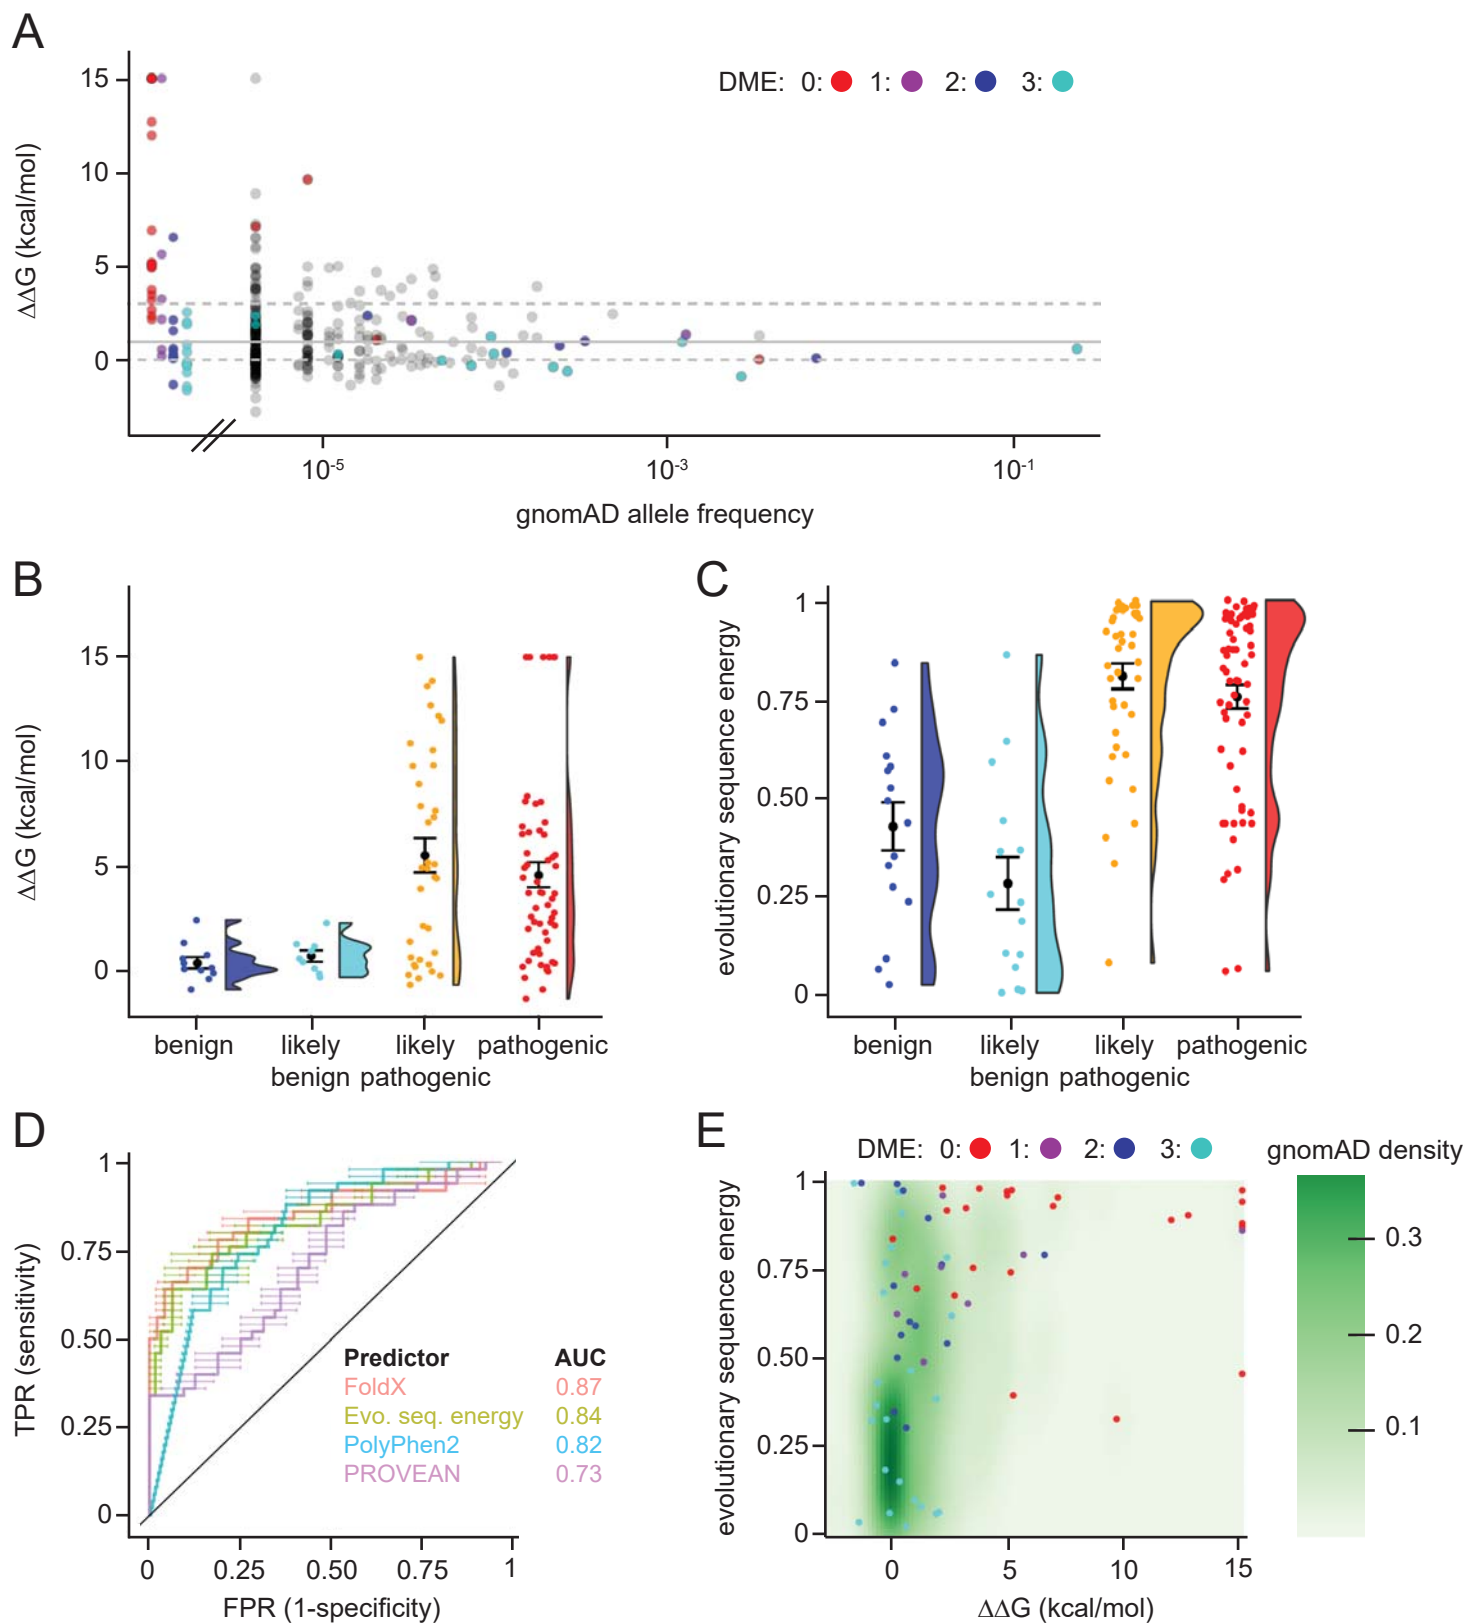 A
DME: 0: 1: 2: 3:
ΔΔG (kcal/mol)
15
10
5
0
10-5
10-3
10-1
gnomAD allele frequency
B
ΔΔG (kcal/mol)
15
10
5
0
benign
likely benign
likely pathogenic
pathogenic
C
evolutionary sequence energy
1
0.75
0.50
0.25
0
benign
likely benign
likely pathogenic
pathogenic
D
TPR (sensitivity)
1
0.75
0.50
0.25
0
Predictor AUC
FoldX 0.87
Evo. seq. energy 0.84
PolyPhen2 0.82
PROVEAN 0.73
0 0.25 0.50 0.75 1
FPR (1-specificity)
E
DME: 0: 1: 2: 3:
gnomAD density
evolutionary sequence energy
1
0.75
0.50
0.25
0
0.3
0.2
0.1
0 5 10 15
ΔΔG (kcal/mol)